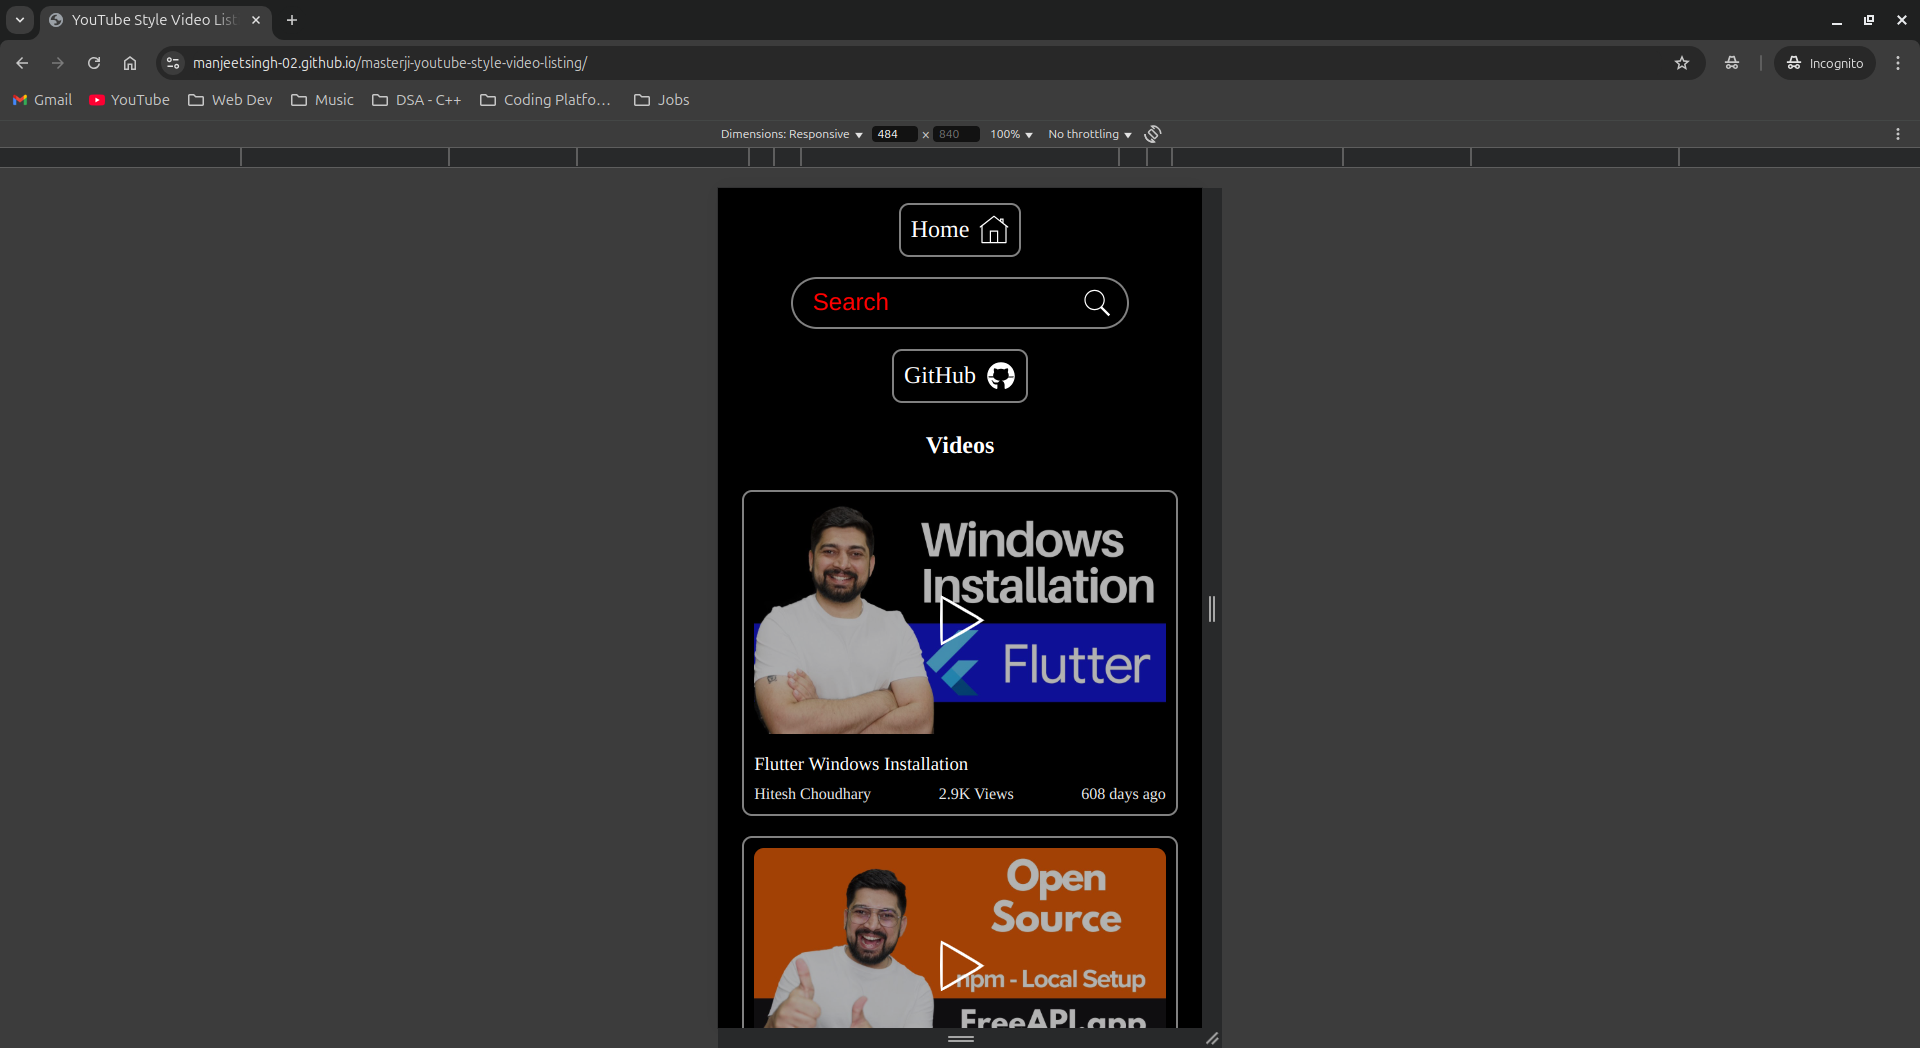 YouTube Style Video List
manjeetsingh-02.github.io/masterji-youtube-style-video-listing/
Incognito
Gmail
YouTube
Web Dev
Music
DSA - C++
Coding Platfo...
Jobs
Dimensions: Responsive
484
×
840
100%
No throttling
Home
Search
GitHub
Videos
Windows
Installation
Flutter
Flutter Windows Installation
Hitesh Choudhary
2.9K Views
608 days ago
Open
Source
npm - Local Setup
FreeAPI.app